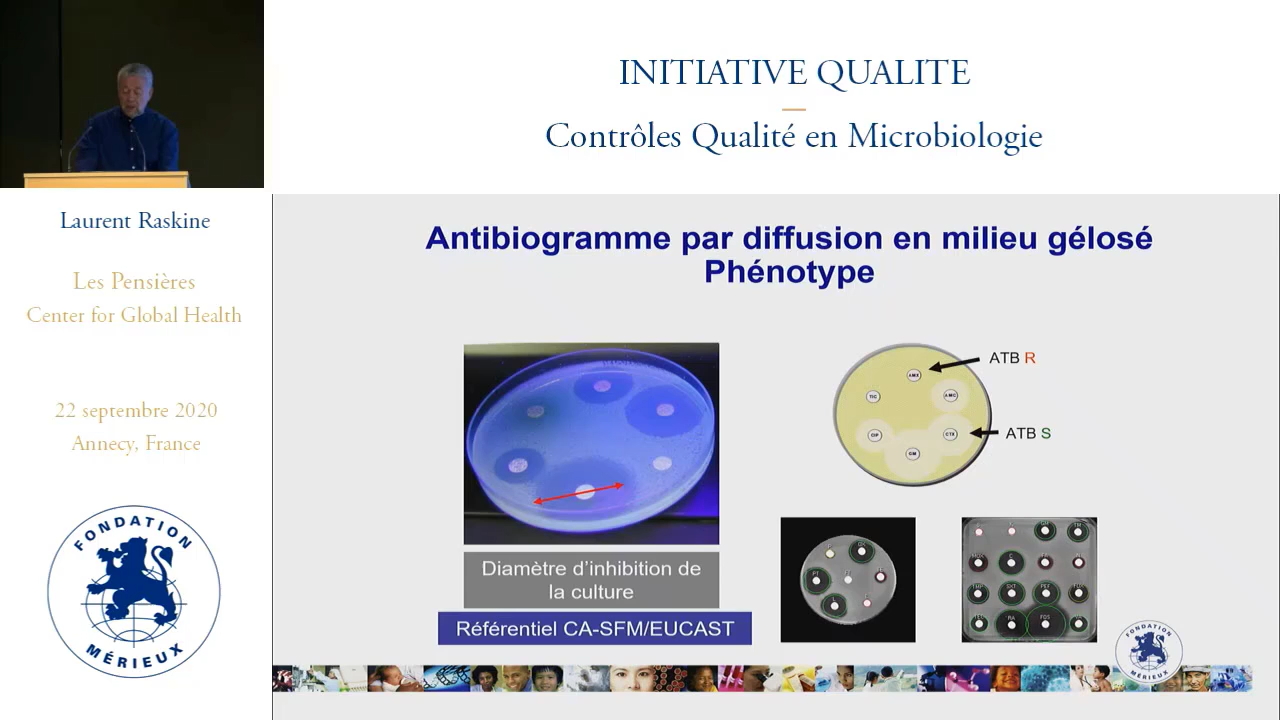 INITIATIVE QUALITE
Contrôles Qualité en Microbiologie
Laurent Raskine
Les Pensières
Center for Global Health
22 septembre 2020
Annecy, France
FONDATION
MÉRIEUX
Antibiogramme par diffusion en milieu gélosé
Phénotype
ATB R
AMX
TIC
AMC
ATB S
CIP
CTX
GM
Diamètre d'inhibition de
la culture
Référentiel CA-SFM/EUCAST
FONDATION
MÉRIEUX